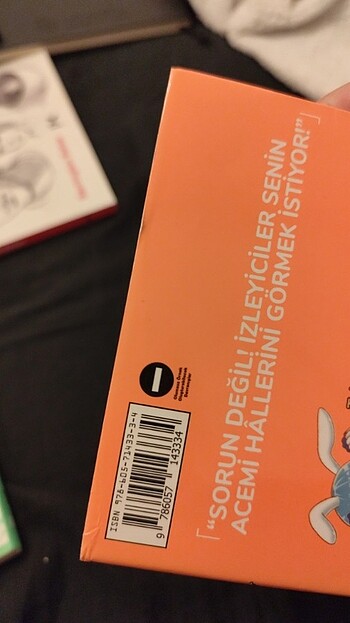 "SORUN DEĞİL! İZLEYİCİLER SENİN
ACEMİ HÂLLERİNİ GÖRMEK İSTİYOR!"
ISBN 978-605-71433-3-4
9 786057 143334